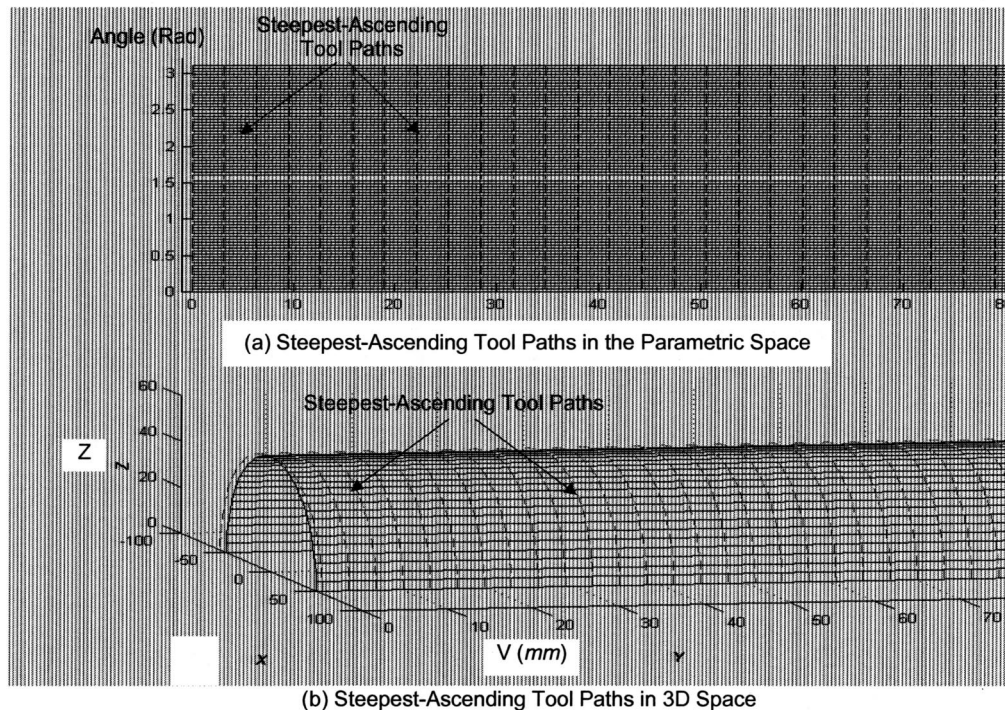 Angle (Rad)
Steepest-Ascending
Tool Paths
3
2.5
2
1.5
1
0.5
0
0 10 20 30 40 50 60 70 80
(a) Steepest-Ascending Tool Paths in the Parametric Space
60
40
20
0
Z
Z
Steepest-Ascending Tool Paths
-100
-50
0
50
100
0 10 20 30 40 50 60 70
X
V (mm)
Y
(b) Steepest-Ascending Tool Paths in 3D Space